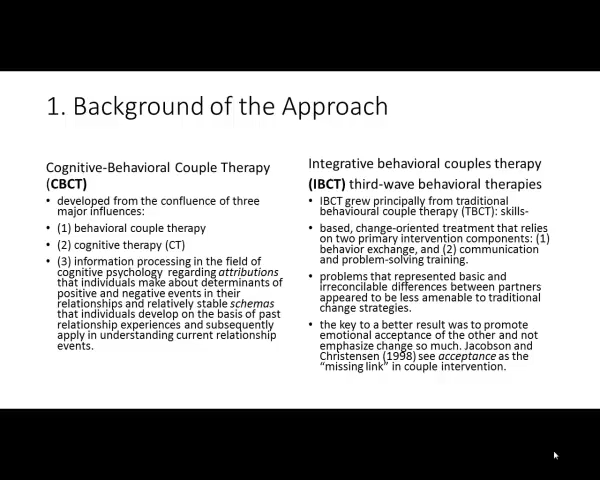 1. Background of the Approach
Cognitive-Behavioral Couple Therapy
(CBCT)
• developed from the confluence of three
major influences:
• (1) behavioral couple therapy
• (2) cognitive therapy (CT)
• (3) information processing in the field of
cognitive psychology regarding attributions
that individuals make about determinants of
positive and negative events in their
relationships and relatively stable schemas
that individuals develop on the basis of past
relationship experiences and subsequently
apply in understanding current relationship
events.
Integrative behavioral couples therapy
(IBCT) third-wave behavioral therapies
• IBCT grew principally from traditional
behavioural couple therapy (TBCT): skills-
• based, change-oriented treatment that relies
on two primary intervention components: (1)
behavior exchange, and (2) communication
and problem-solving training.
• problems that represented basic and
irreconcilable differences between partners
appeared to be less amenable to traditional
change strategies.
• the key to a better result was to promote
emotional acceptance of the other and not
emphasize change so much. Jacobson and
Christensen (1998) see acceptance as the
"missing link" in couple intervention.